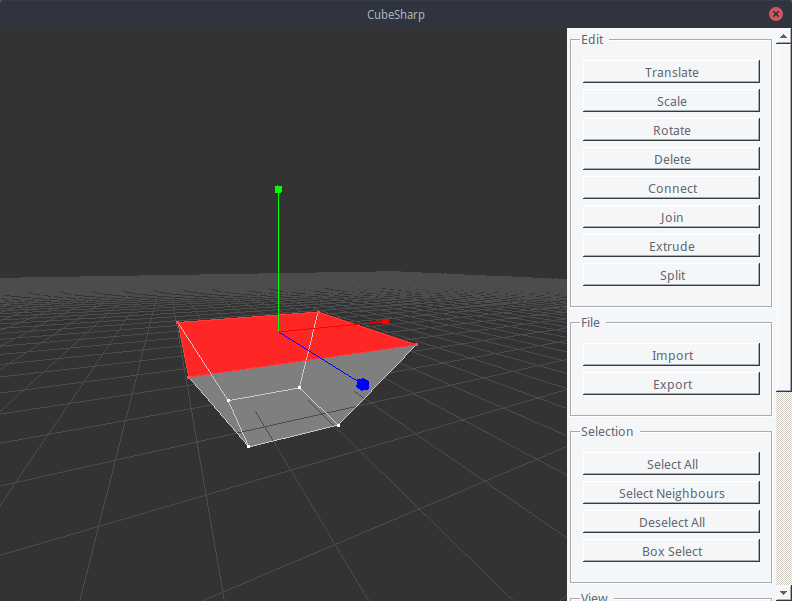 CubeSharp
Edit
Translate
Scale
Rotate
Delete
Connect
Join
Extrude
Split
File
Import
Export
Selection
Select All
Select Neighbours
Deselect All
Box Select
View